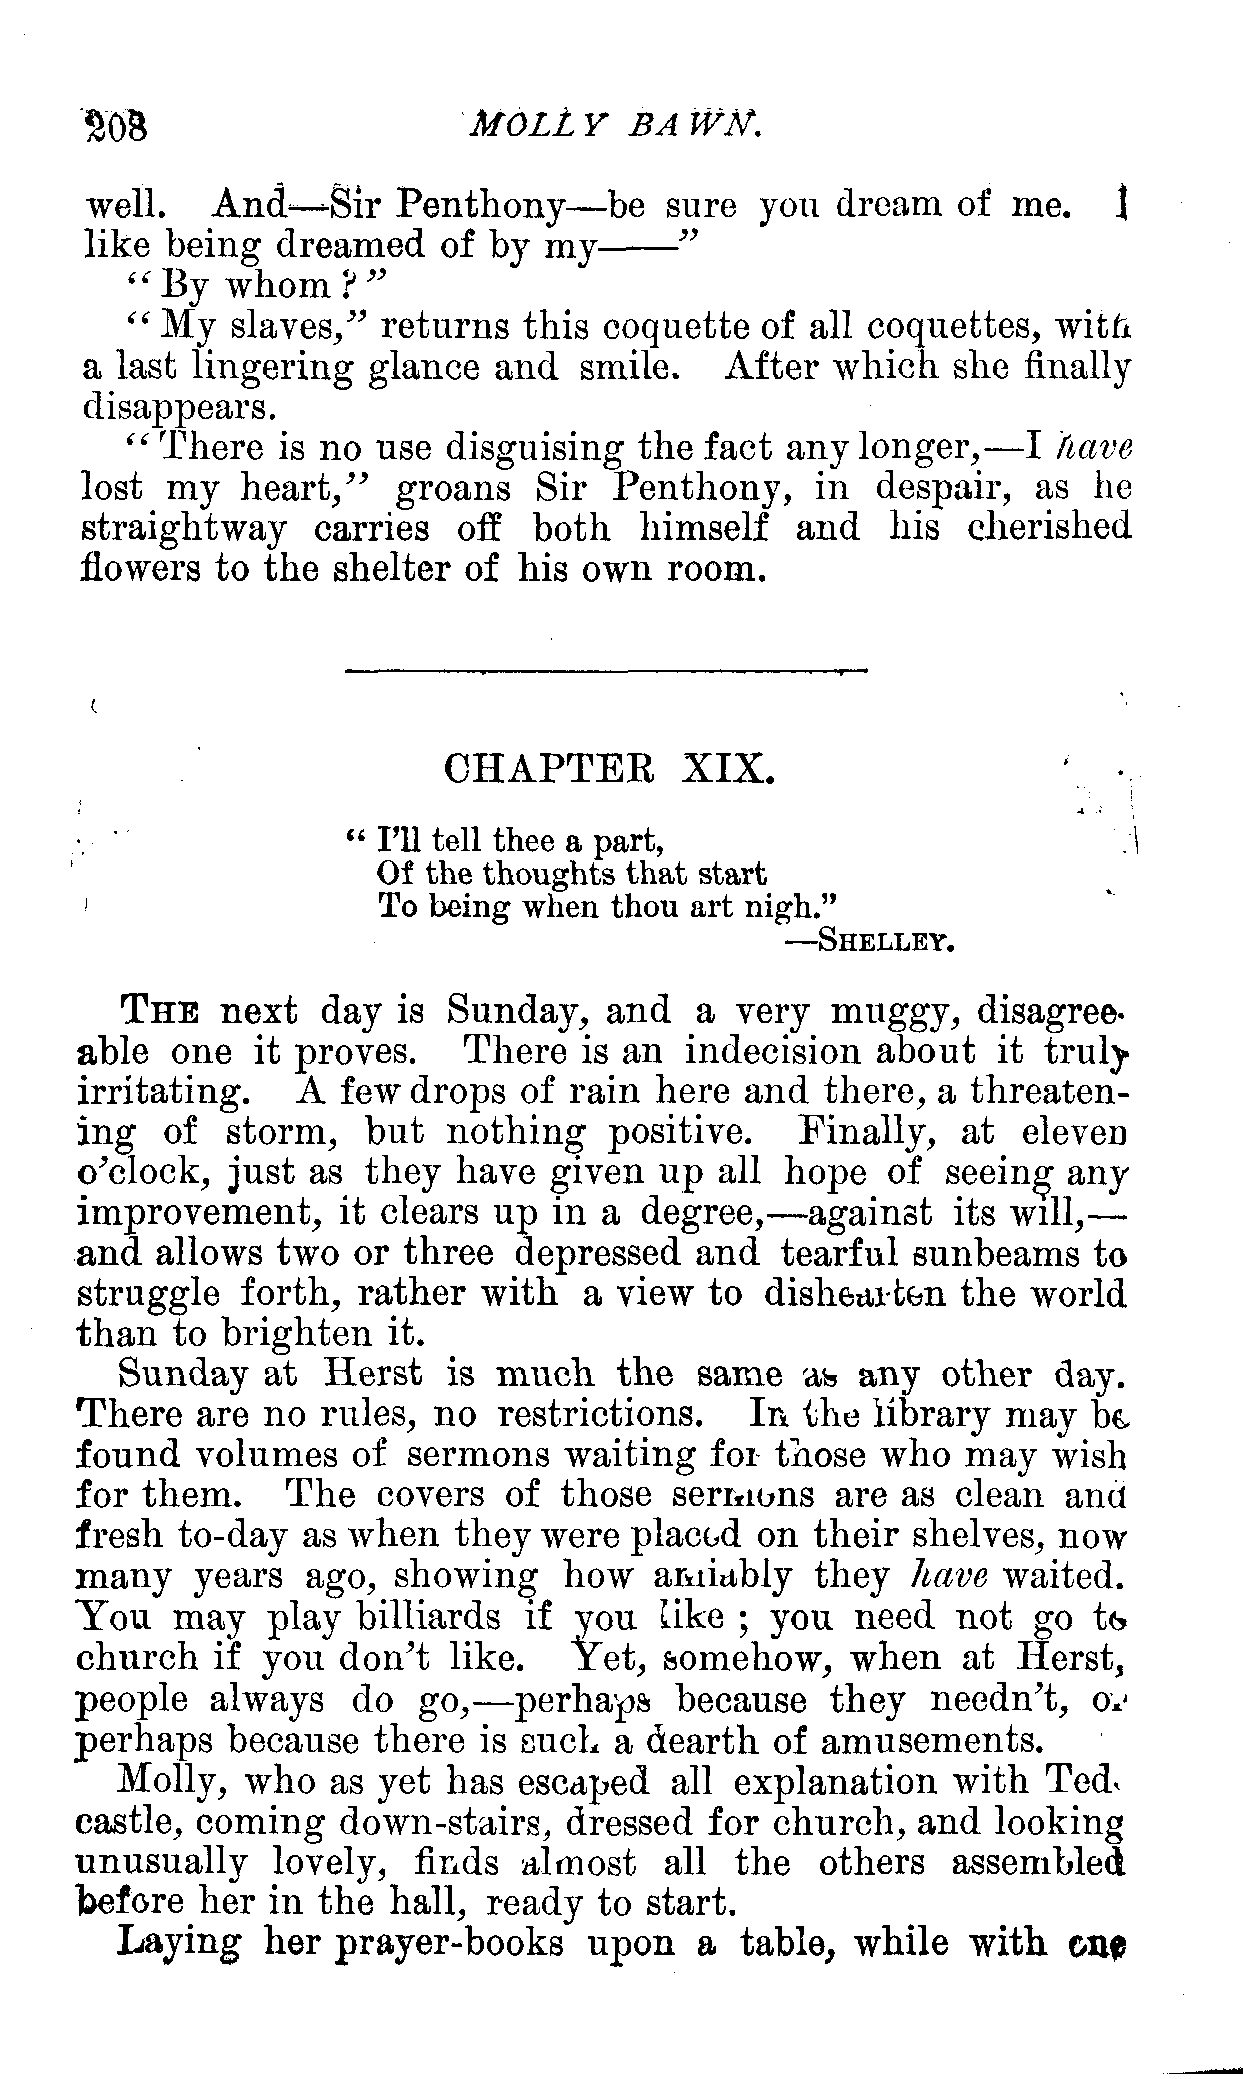 208 MOLLY BAWN.
well. And—Sir Penthony—be sure you dream of me. I
like being dreamed of by my——"
"By whom?"
"My slaves," returns this coquette of all coquettes, with
a last lingering glance and smile. After which she finally
disappears.
"There is no use disguising the fact any longer,—I have
lost my heart," groans Sir Penthony, in despair, as he
straightway carries off both himself and his cherished
flowers to the shelter of his own room.
CHAPTER XIX.
"I'll tell thee a part,
Of the thoughts that start
To being when thou art nigh."
—SHELLEY.
THE next day is Sunday, and a very muggy, disagree-
able one it proves. There is an indecision about it truly
irritating. A few drops of rain here and there, a threaten-
ing of storm, but nothing positive. Finally, at eleven
o'clock, just as they have given up all hope of seeing any
improvement, it clears up in a degree,—against its will,—
and allows two or three depressed and tearful sunbeams to
struggle forth, rather with a view to dishearten the world
than to brighten it.
Sunday at Herst is much the same as any other day.
There are no rules, no restrictions. In the library may be
found volumes of sermons waiting for those who may wish
for them. The covers of those sermons are as clean and
fresh to-day as when they were placed on their shelves, now
many years ago, showing how amiably they have waited.
You may play billiards if you like; you need not go to
church if you don't like. Yet, somehow, when at Herst,
people always do go,—perhaps because they needn't, or
perhaps because there is such a dearth of amusements.
Molly, who as yet has escaped all explanation with Ted-
castle, coming down-stairs, dressed for church, and looking
unusually lovely, finds almost all the others assembled
before her in the hall, ready to start.
Laying her prayer-books upon a table, while with one